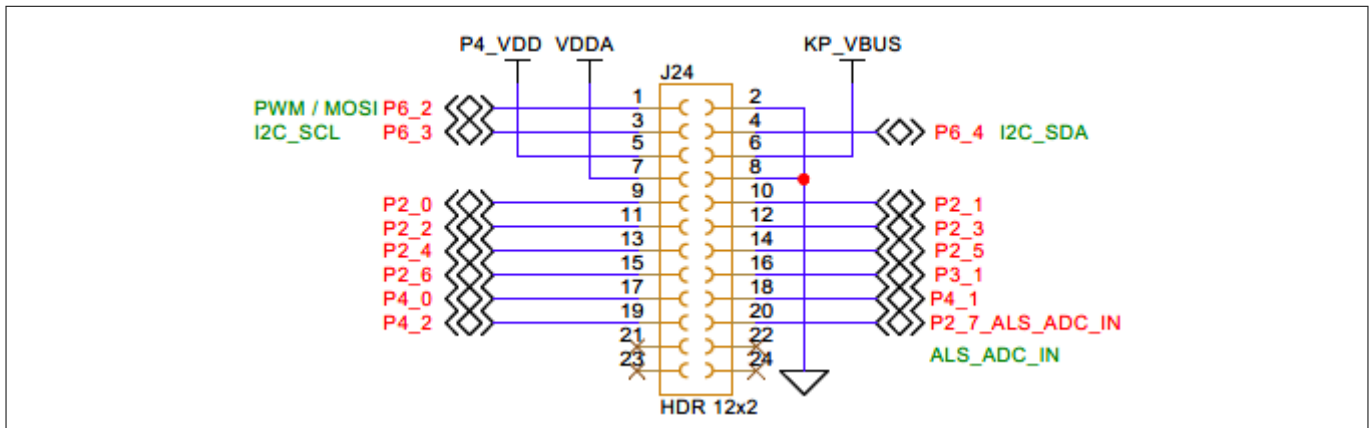 P4_VDD VDDA KP_VBUS
J24
1 2
PWM / MOSI P6_2
3 4
I2C_SCL P6_3 P6_4 I2C_SDA
5 6
7 8
9 10
P2_0 P2_1
11 12
P2_2 P2_3
13 14
P2_4 P2_5
15 16
P2_6 P3_1
17 18
P4_0 P4_1
19 20
P4_2 P2_7_ALS_ADC_IN
21 22
ALS_ADC_IN
23 24
HDR 12x2